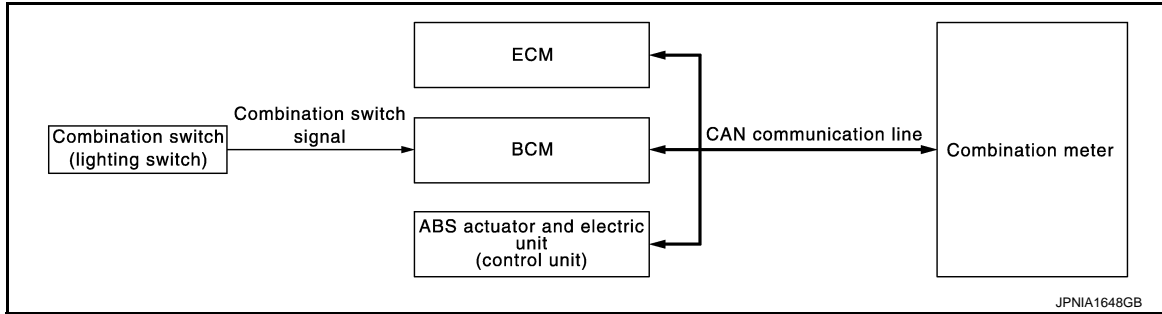 ECM
Combination switch
signal
Combination switch
(lighting switch)
BCM
CAN communication line
Combination meter
ABS actuator and electric
unit
(control unit)
JPNIA1648GB